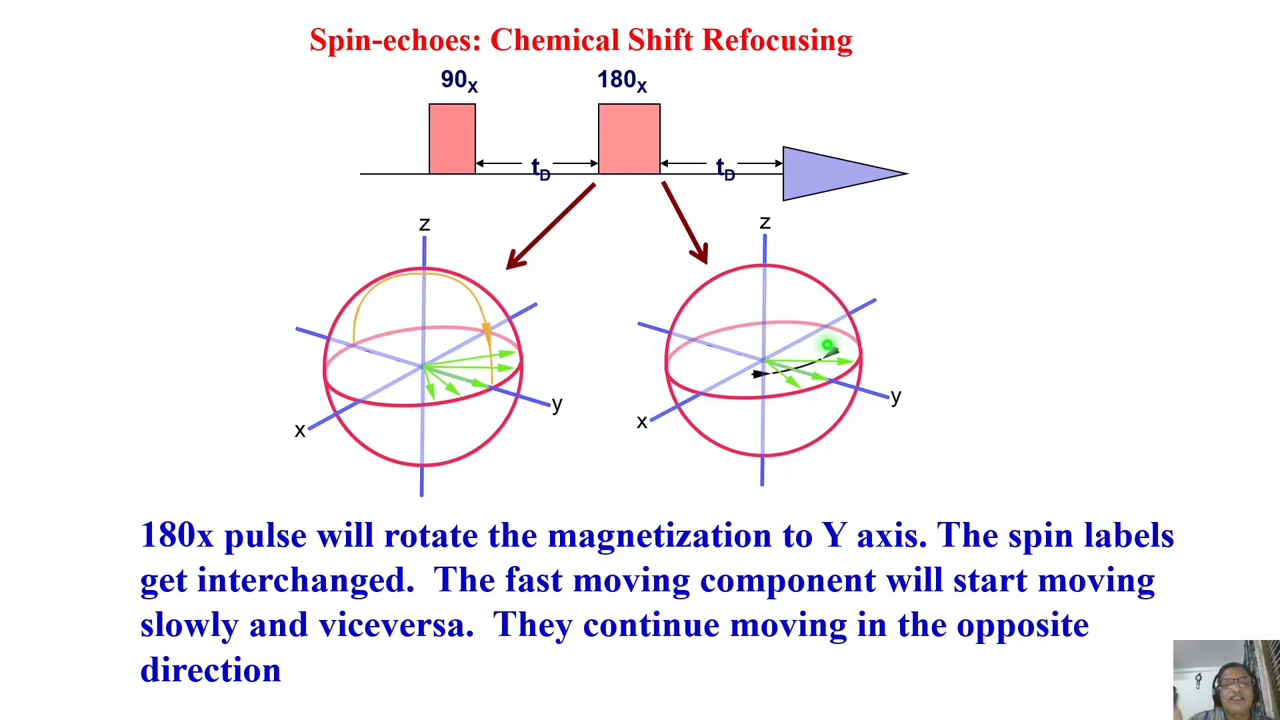 Spin-echoes: Chemical Shift Refocusing
90x 180x
tD tD
z z
y y
x x
180x pulse will rotate the magnetization to Y axis. The spin labels
get interchanged. The fast moving component will start moving
slowly and viceversa. They continue moving in the opposite
direction